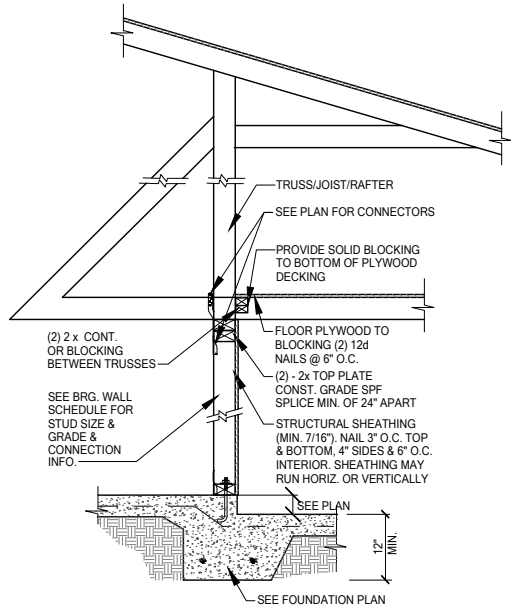 TRUSS/JOIST/RAFTER
SEE PLAN FOR CONNECTORS
PROVIDE SOLID BLOCKING
TO BOTTOM OF PLYWOOD
DECKING
(2) 2 x CONT.
OR BLOCKING
BETWEEN TRUSSES
FLOOR PLYWOOD TO
BLOCKING (2) 12d
NAILS @ 6" O.C.
(2) - 2x TOP PLATE
CONST. GRADE SPF
SPLICE MIN. OF 24" APART
SEE BRG. WALL
SCHEDULE FOR
STUD SIZE &
GRADE &
CONNECTION
INFO.
STRUCTURAL SHEATHING
(MIN. 7/16"). NAIL 3" O.C. TOP
& BOTTOM, 4" SIDES & 6" O.C.
INTERIOR. SHEATHING MAY
RUN HORIZ. OR VERTICALLY
SEE PLAN
12"
MIN.
SEE FOUNDATION PLAN